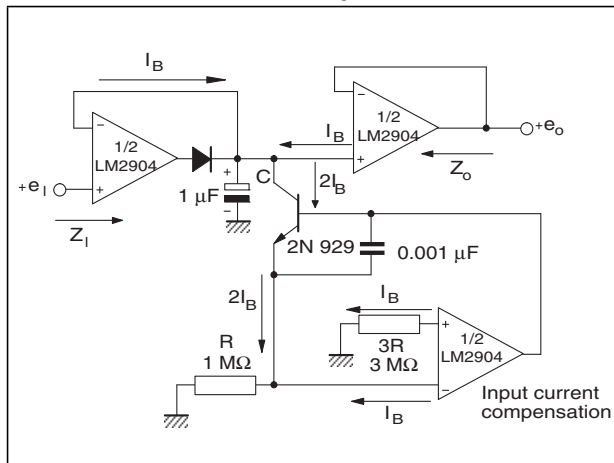 I_B
1/2
LM2904
+e_I
Z_I
+
−
1 μF
C
I_B
2I_B
1/2
LM2904
+e_o
Z_o
2N 929
0.001 μF
2I_B
I_B
R
1 MΩ
3R
3 MΩ
1/2
LM2904
I_B
Input current
compensation